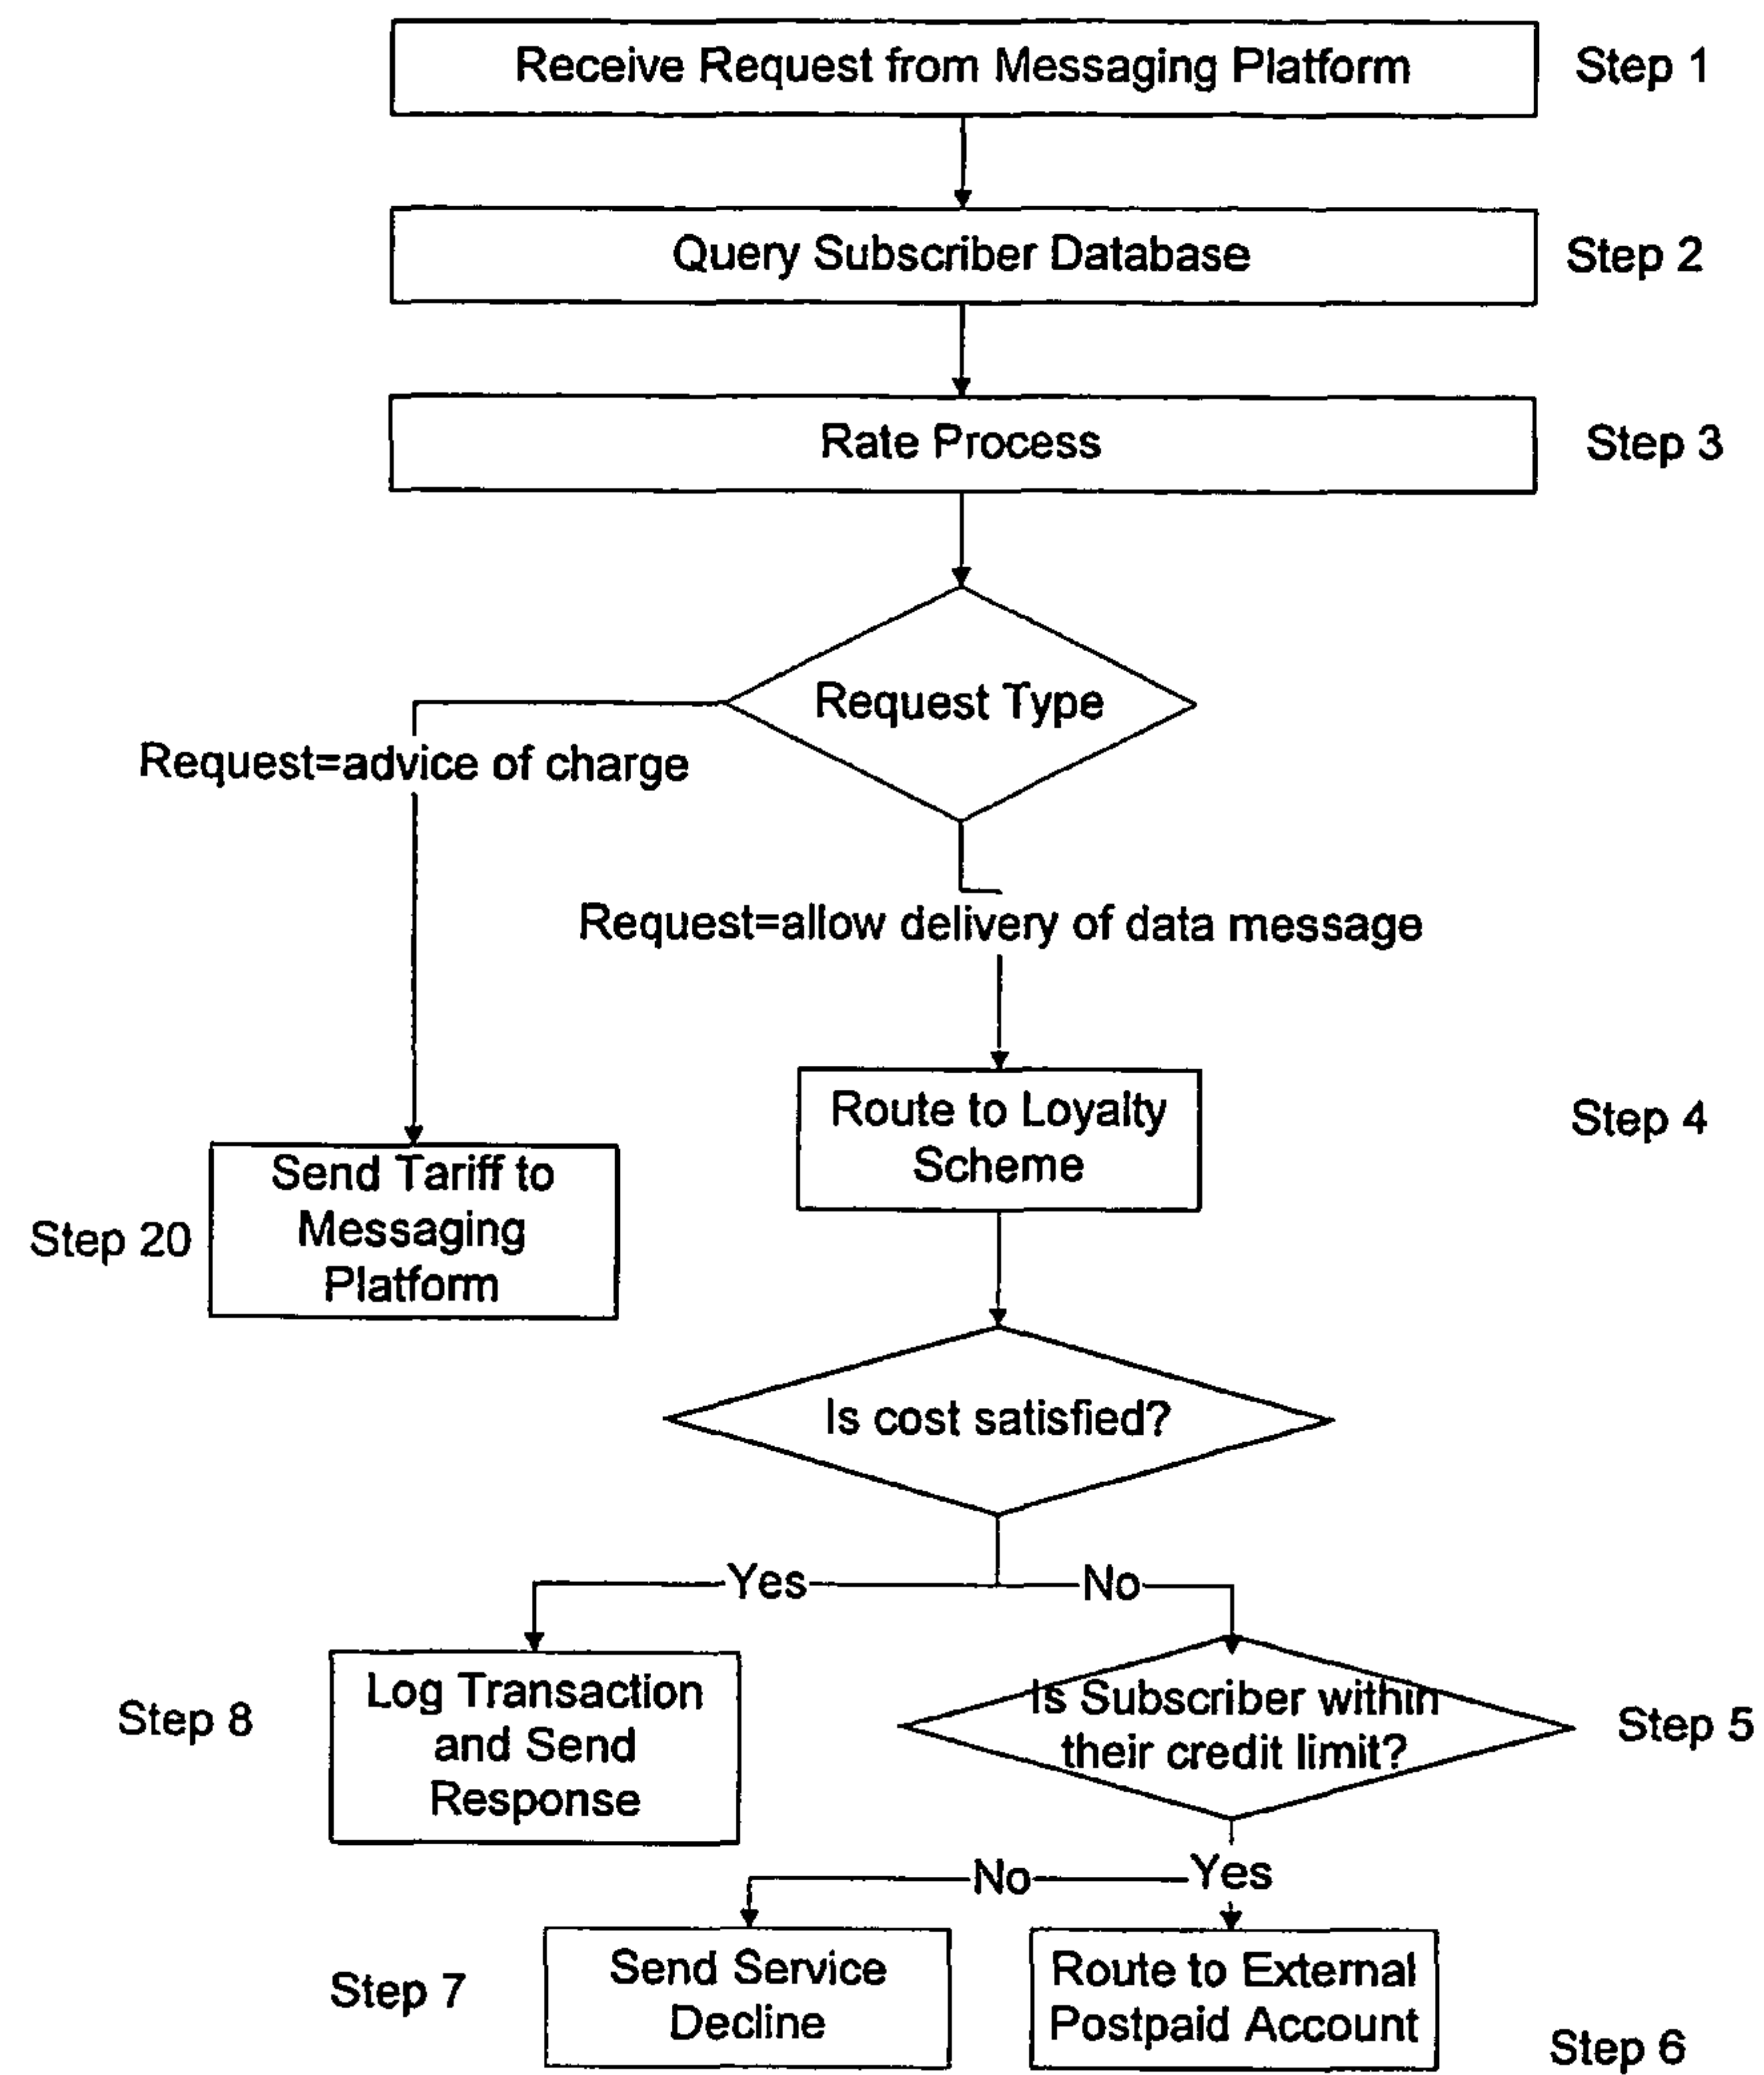 Receive Request from Messaging Platform
Step 1
Query Subscriber Database
Step 2
Rate Process
Step 3
Request Type
Request=advice of charge
Request=allow delivery of data message
Route to Loyalty
Scheme
Step 4
Send Tariff to
Messaging
Platform
Step 20
Is cost satisfied?
Yes
No
Log Transaction
and Send
Response
Step 8
Is Subscriber within
their credit limit?
Step 5
No
Yes
Send Service
Decline
Step 7
Route to External
Postpaid Account
Step 6